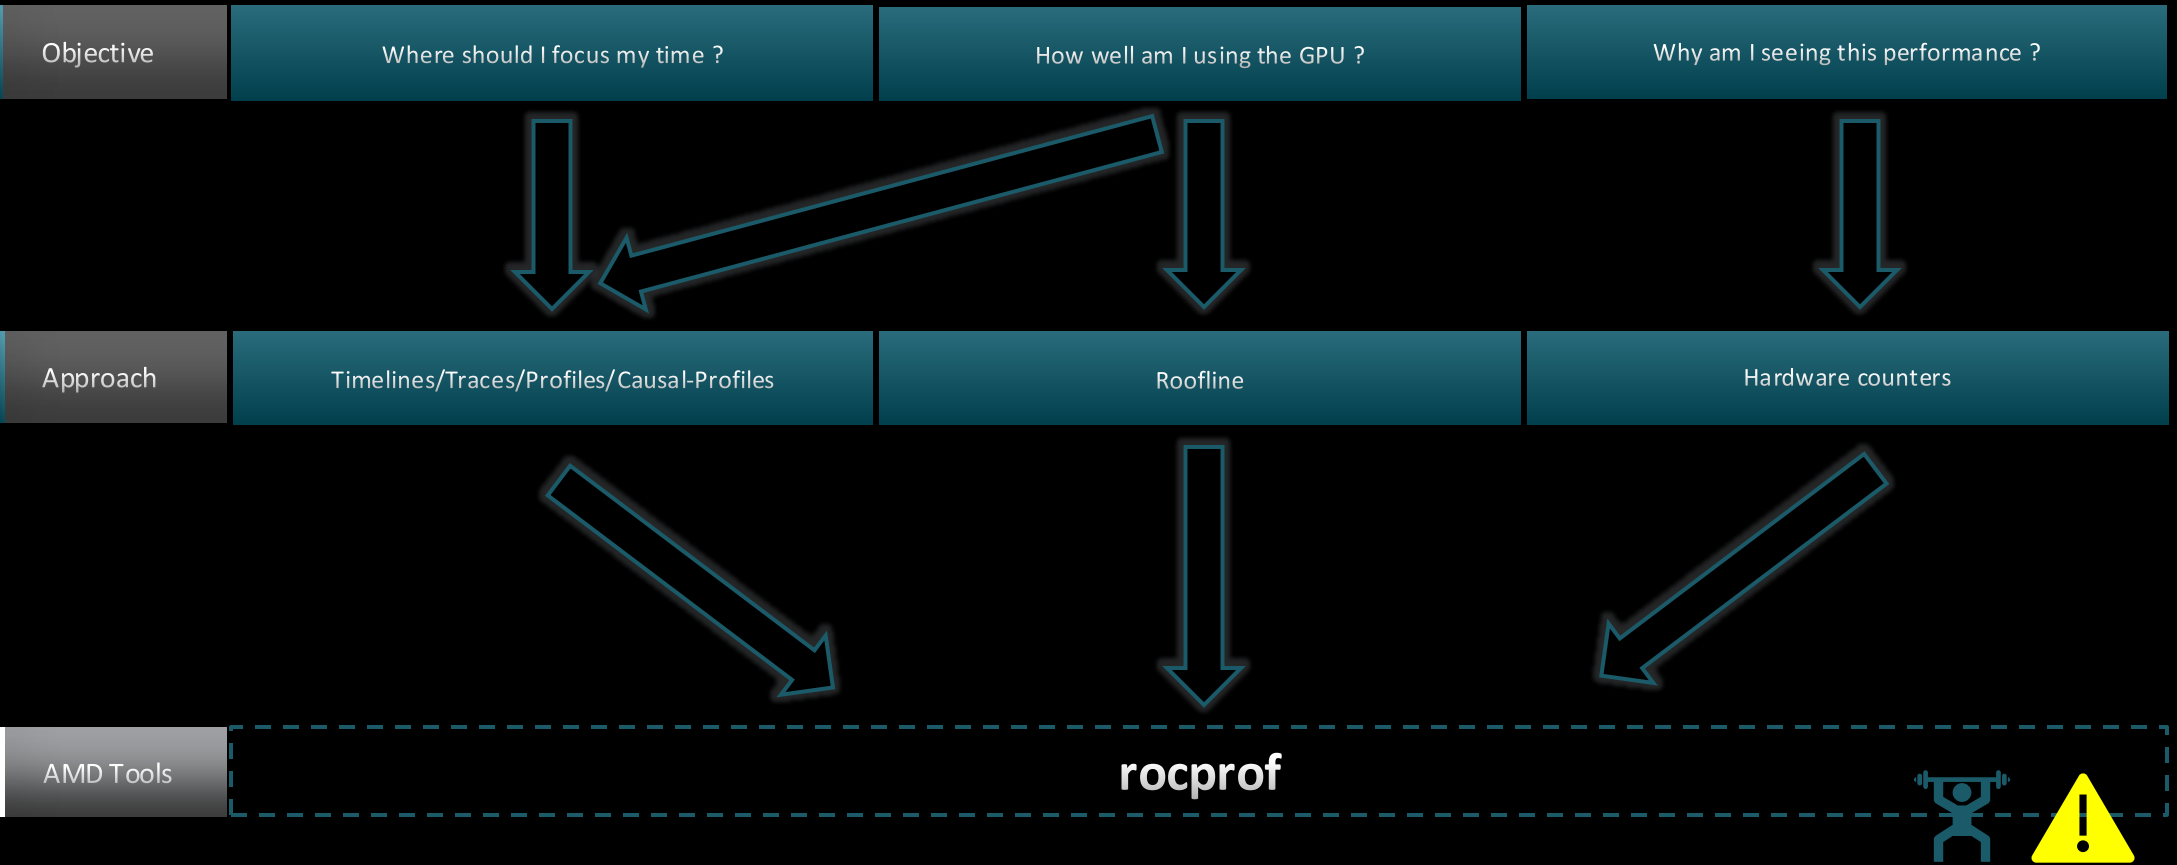 Objective
Where should I focus my time ?
How well am I using the GPU ?
Why am I seeing this performance ?
Approach
Timelines/Traces/Profiles/Causal-Profiles
Roofline
Hardware counters
AMD Tools
rocprof
!